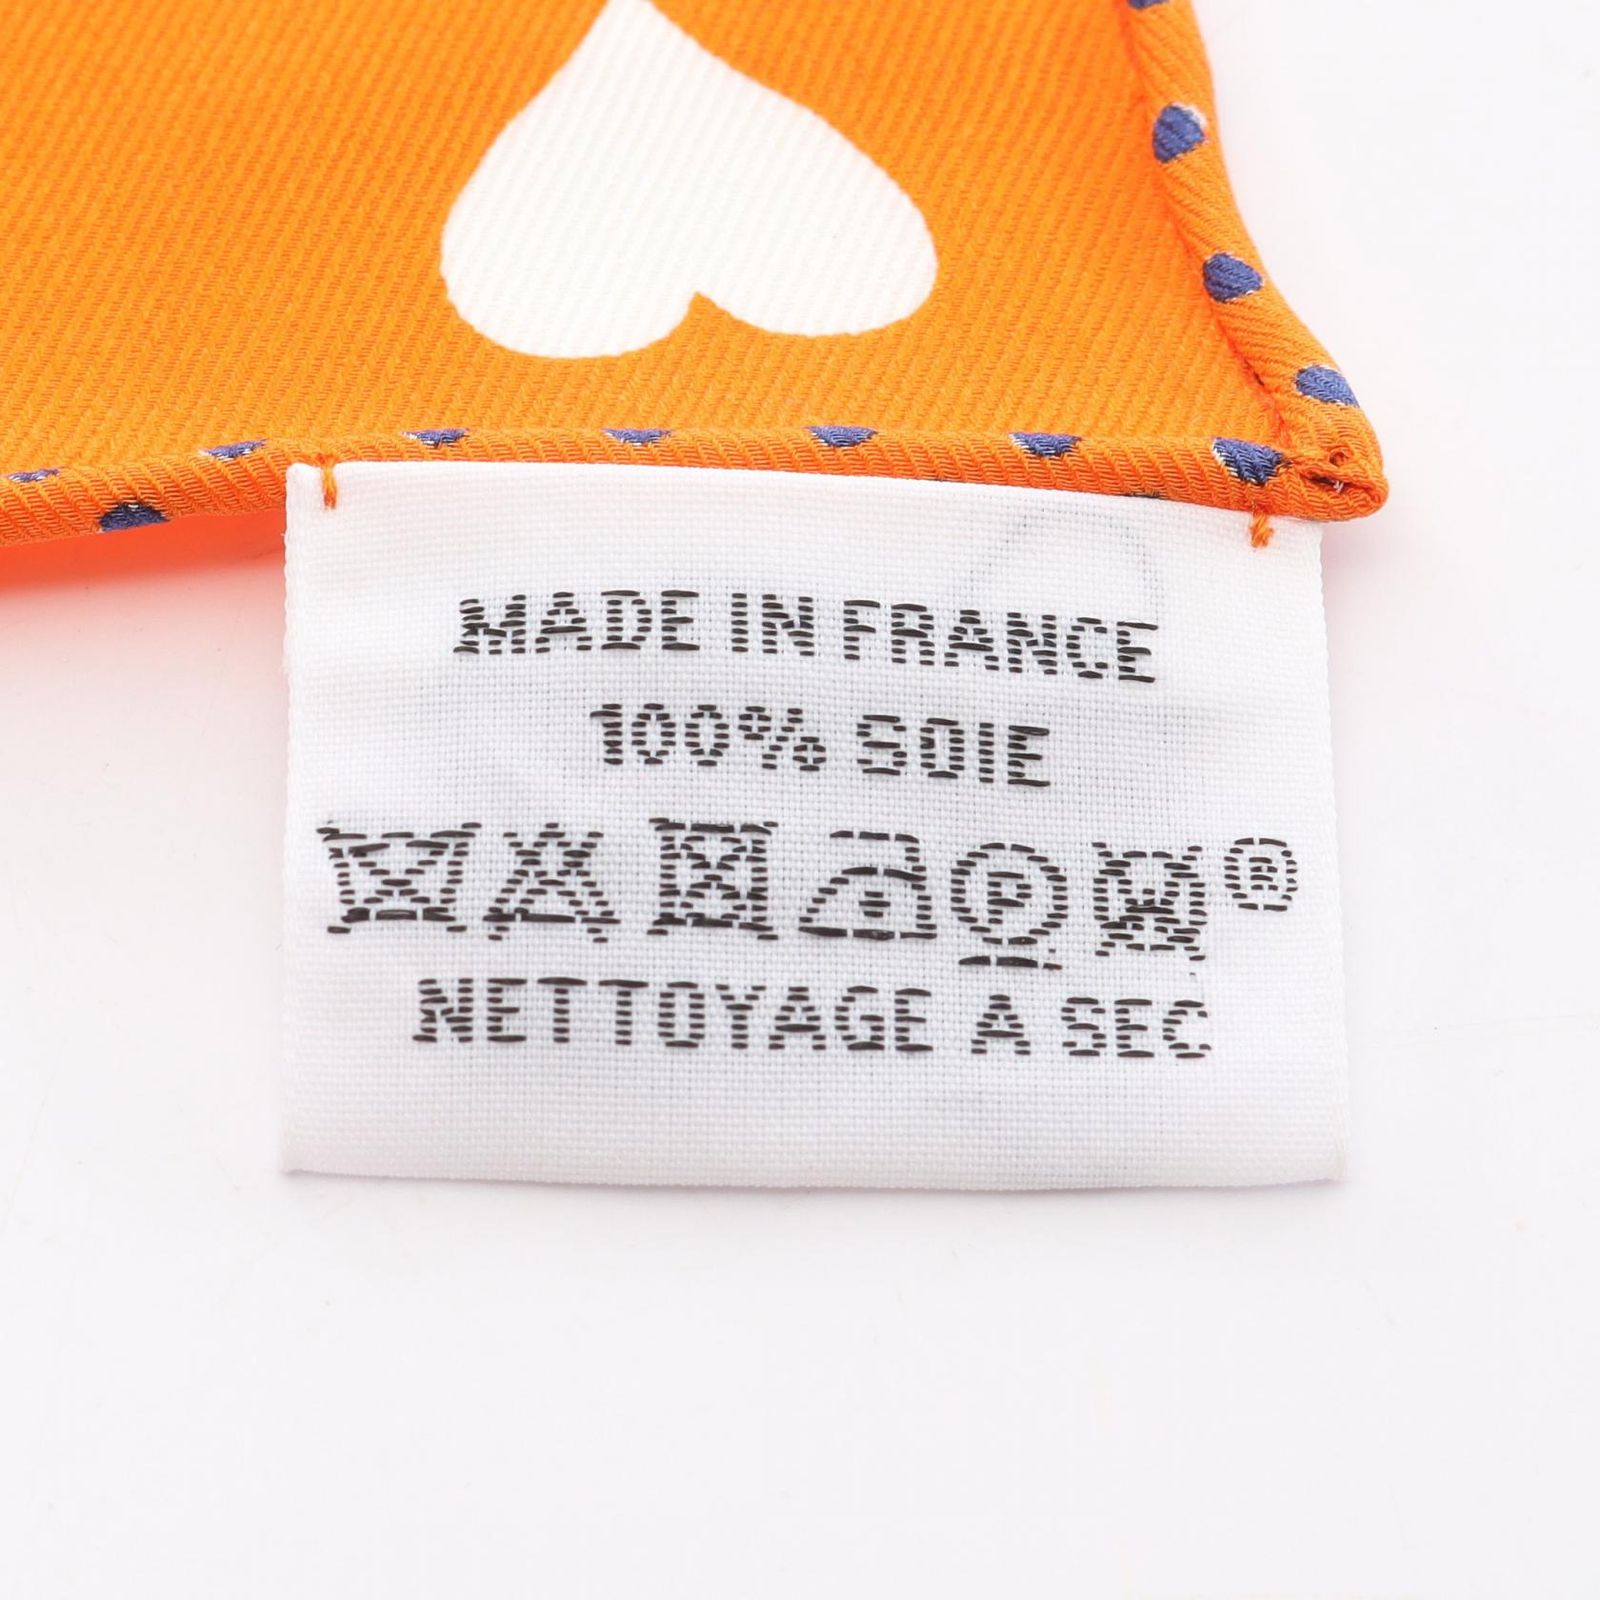 MADE IN FRANCE
100% SOIE
P W ®
NETTOYAGE A SEC